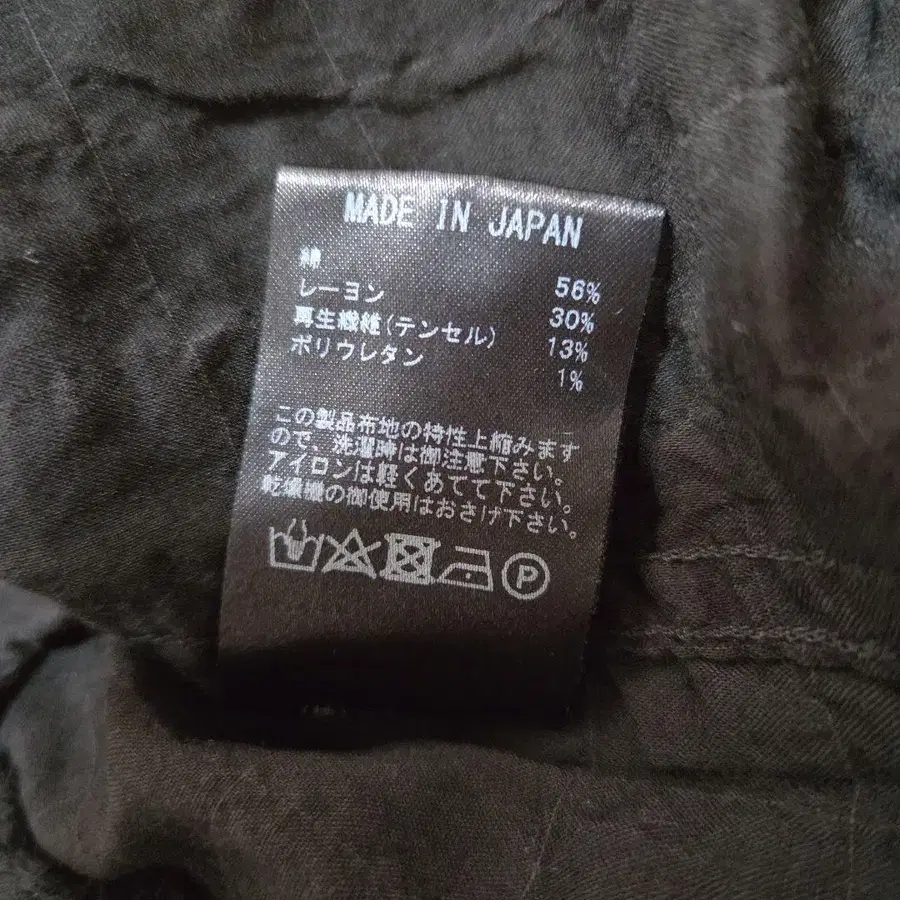 MADE IN JAPAN
綿 56%
レーヨン 30%
再生繊維(テンセル) 13%
ポリウレタン 1%
この製品布地の特性上縮みます
ので、洗濯時は御注意下さい。
アイロンは軽くあてて下さい。
乾燥機の御使用はおさけ下さい。
P